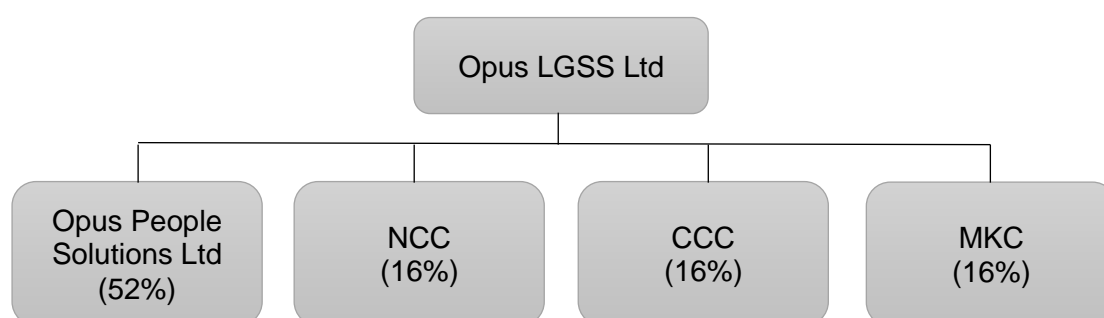 Opus LGSS Ltd
Opus People
Solutions Ltd
(52%)
NCC
(16%)
CCC
(16%)
MKC
(16%)